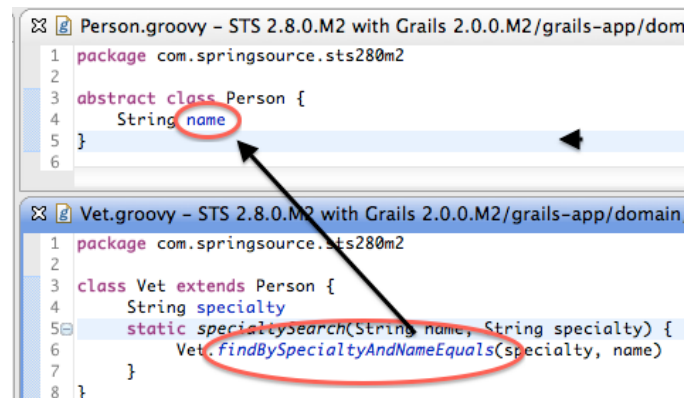 Person.groovy - STS 2.8.0.M2 with Grails 2.0.0.M2/grails-app/dom
1 package com.springsource.sts280m2
2
3 abstract class Person {
4 String name
5 }
6
Vet.groovy - STS 2.8.0.M2 with Grails 2.0.0.M2/grails-app/domain
1 package com.springsource.sts280m2
2
3 class Vet extends Person {
4 String specialty
5 static specialtySearch(String name, String specialty) {
6 Vet.findBySpecialtyAndNameEquals(specialty, name)
7 }
8 }